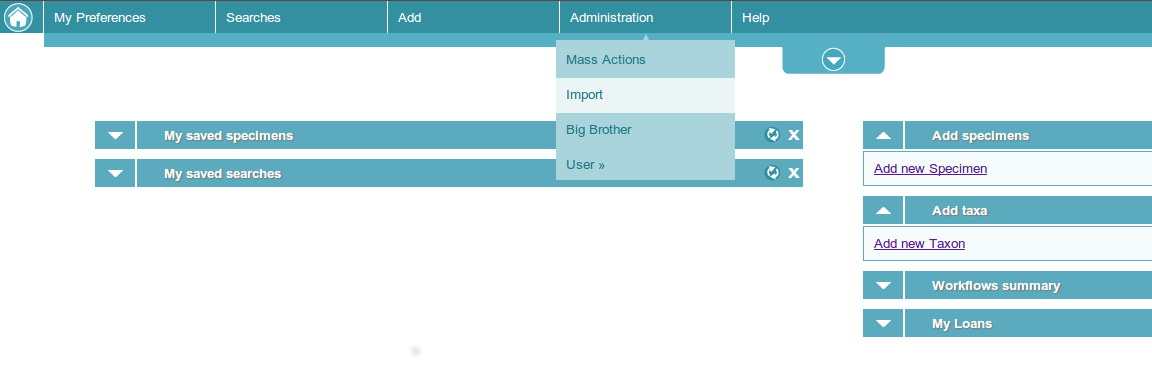 My Preferences
Searches
Add
Administration
Help
Mass Actions
Import
Big Brother
User »
My saved specimens
X
My saved searches
X
Add specimens
Add new Specimen
Add taxa
Add new Taxon
Workflows summary
My Loans